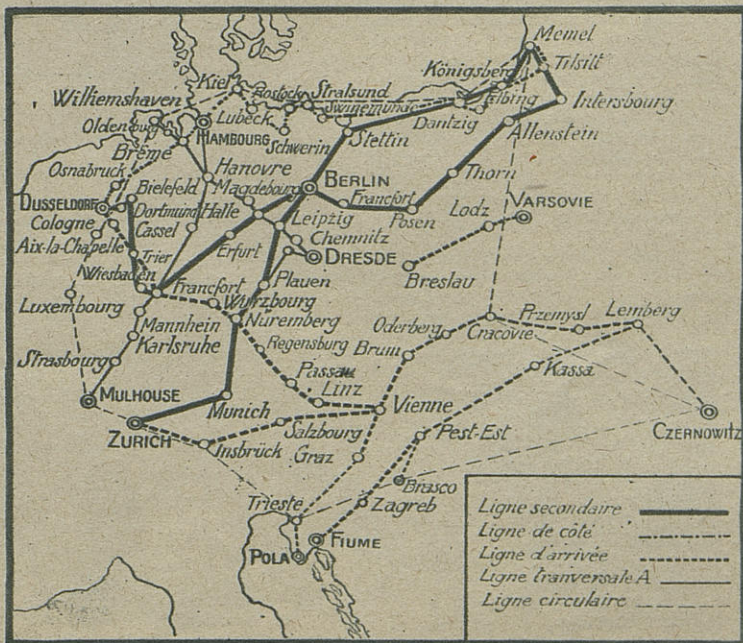 Memel
Tilsitt
Königsberg
Elbing
Intersbourg
Allenstein
Dantzig
Kiel
Rostock
Stralsund
Swinemunde
Wilhemshaven
Lubeck
Oldenburg
HAMBOURG
Schwerin
Stettin
Brême
Osnabruck
Hanovre
Bielefeld
Magdebourg
BERLIN
Thorn
DUSSELDORF
Dortmund
Halle
Francfort
Posen
Lodz
VARSOVIE
Cologne
Cassel
Leipzig
Chemnitz
Aix-la-Chapelle
Trier
Erfurt
DRESDE
Breslau
Wiesbaden
Francfort
Plauen
Luxembourg
Wurzbourg
Nuremberg
Oderberg
Przemysl
Lemberg
Cracovie
Mannhein
Karlsruhe
Regensburg
Brunn
Strasbourg
Passau
Kassa
MULHOUSE
Linz
Munich
Vienne
ZURICH
Salzbourg
Pest-Est
CZERNOWITZ
Insbrück
Graz
Brasco
Trieste
Zagreb
POLA
FIUME
Ligne secondaire
Ligne de côté
Ligne d'arrivée
Ligne tranversale A
Ligne circulaire